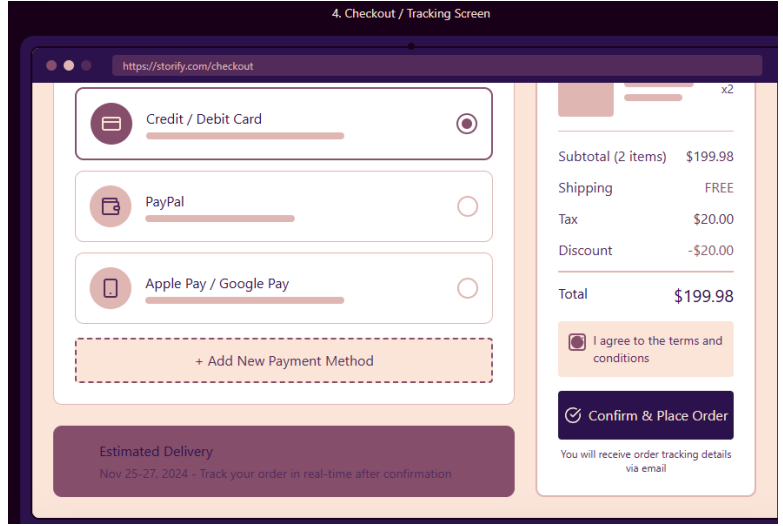 4. Checkout / Tracking Screen
https://storify.com/checkout
Credit / Debit Card
PayPal
Apple Pay / Google Pay
+ Add New Payment Method
Estimated Delivery
Nov 25-27, 2024 - Track your order in real-time after confirmation
x2
Subtotal (2 items) $199.98
Shipping FREE
Tax $20.00
Discount -$20.00
Total $199.98
I agree to the terms and
conditions
Confirm & Place Order
You will receive order tracking details
via email